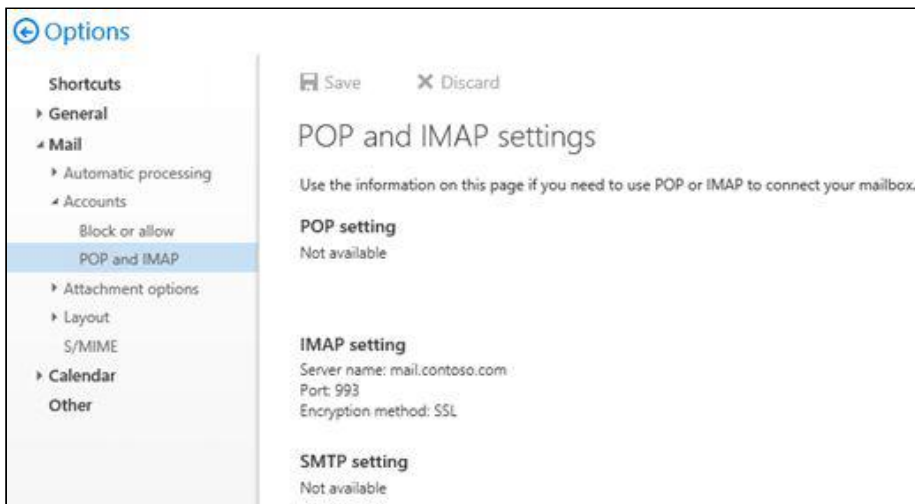 Options
Shortcuts
General
Mail
Automatic processing
Accounts
Block or allow
POP and IMAP
Attachment options
Layout
S/MIME
Calendar
Other
Save
Discard
POP and IMAP settings
Use the information on this page if you need to use POP or IMAP to connect your mailbox.
POP setting
Not available
IMAP setting
Server name: mail.contoso.com
Port: 993
Encryption method: SSL
SMTP setting
Not available